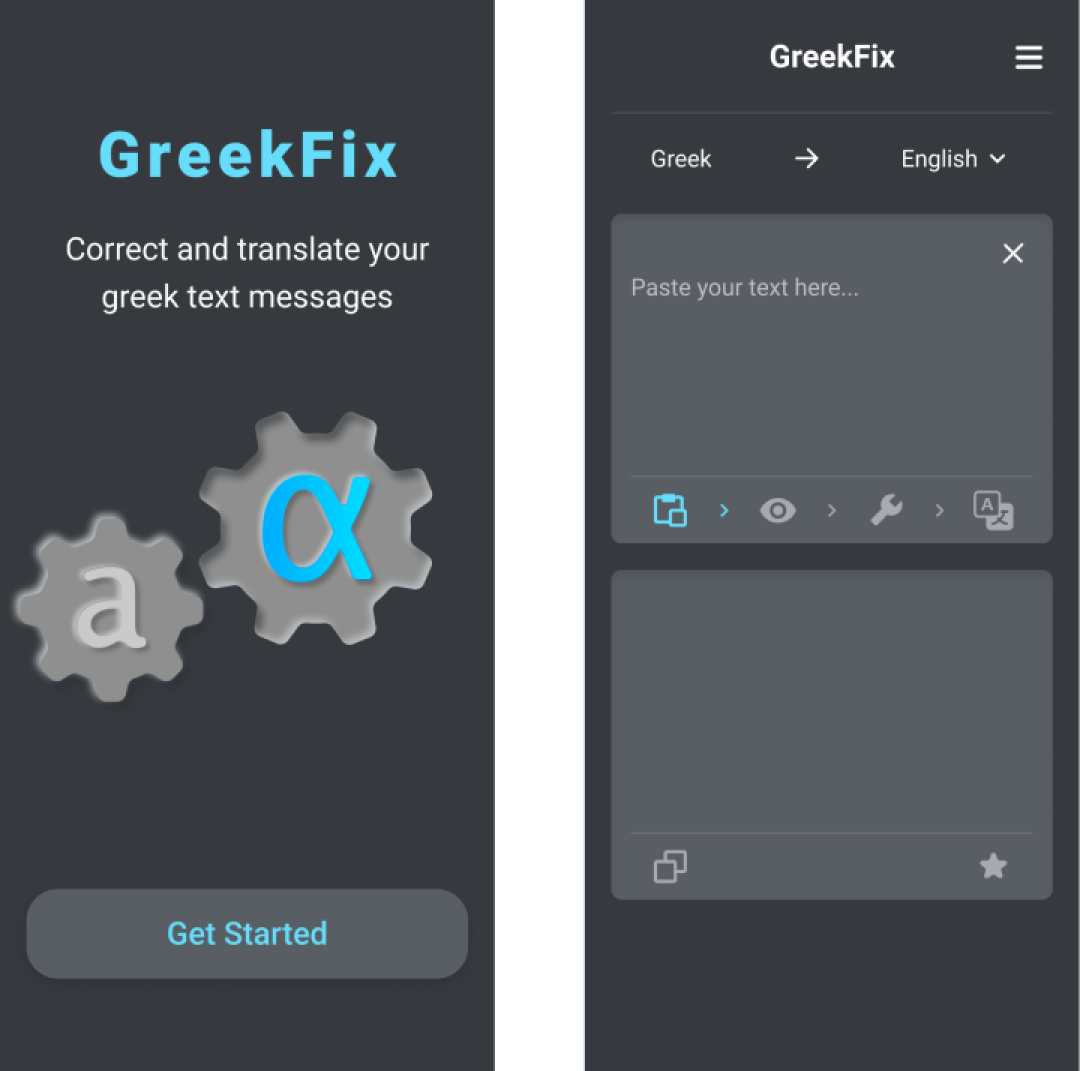 GreekFix
Correct and translate your
greek text messages
a
α
Get Started
GreekFix
Greek
English
Paste your text here...
A